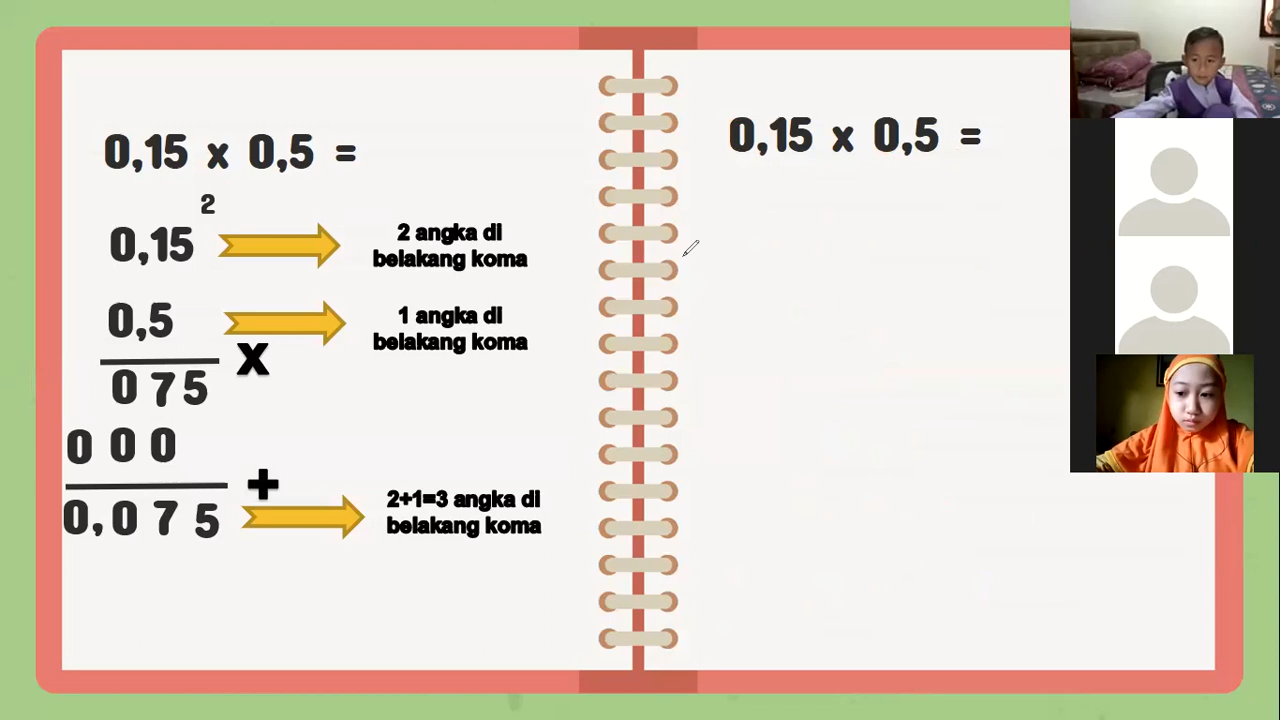 0,15 x 0,5 =
2
0,15
2 angka di
belakang koma
0,5
1 angka di
belakang koma
x
0 7 5
0 0 0
+
0,0 7 5
2+1=3 angka di
belakang koma
0,15 x 0,5 =